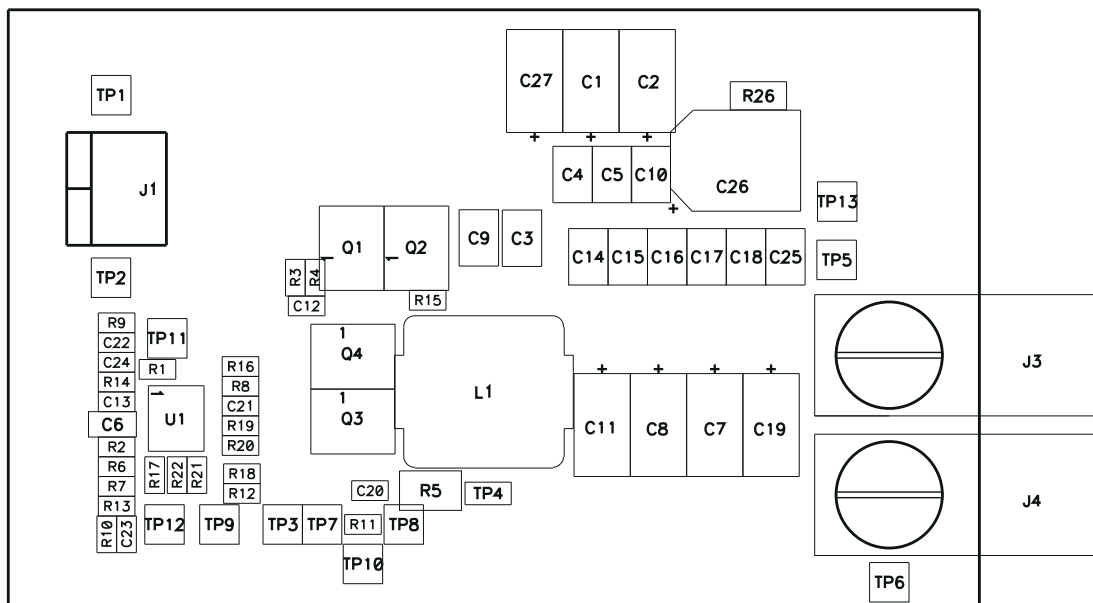 C27 C1 C2
+ + +
R26
TP1
J1
C4 C5 C10
C26
+
TP13
Q1 Q2
C9 C3
C14 C15 C16 C17 C18 C25
TP5
TP2
R3 R4
C12
R15
R9
C22
C24
R14
C13
C6
R2
R6
R7
R13
R10 C23
TP11
R1
U1
R17 R22 R21
R16
R8
C21
R19
R20
R18
R12
1
Q4
1
Q3
L1
+ + + +
C11 C8 C7 C19
J3
J4
C20
R5
TP4
TP12
TP9
TP3 TP7
R11
TP8
TP10
TP6